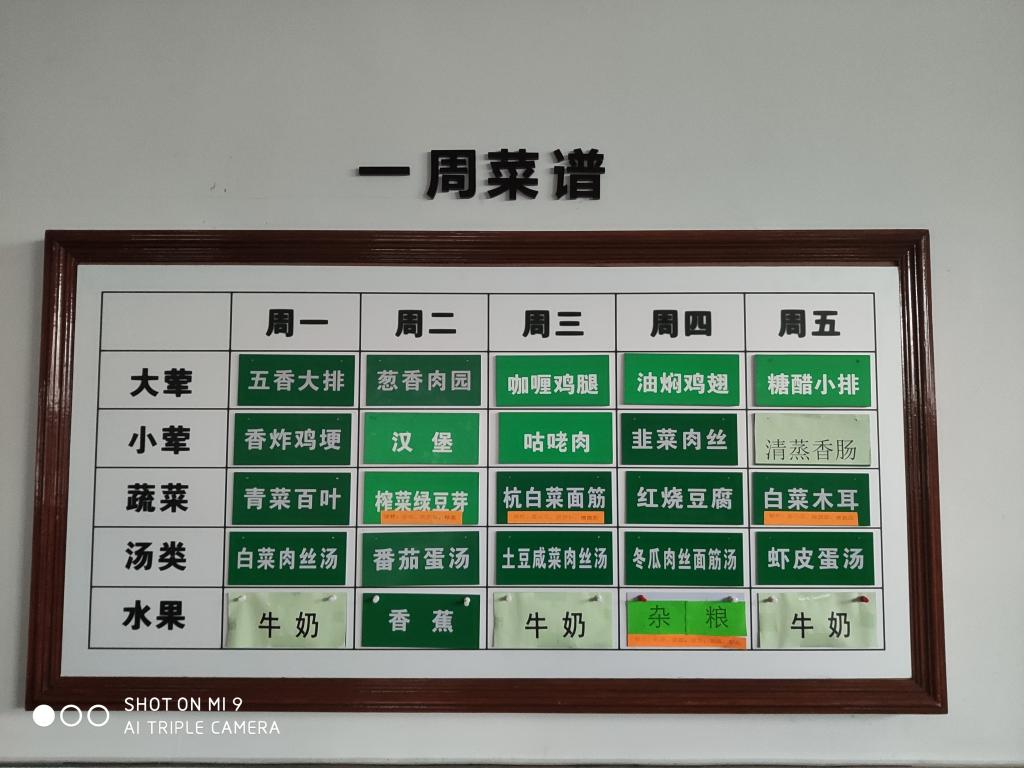 一周菜谱
周一 周二 周三 周四 周五
大荤 五香大排 葱香肉园 咖喱鸡腿 油焖鸡翅 糖醋小排
小荤 香炸鸡埂 汉堡 咕咾肉 韭菜肉丝 清蒸香肠
蔬菜 青菜百叶 榨菜绿豆芽 杭白菜面筋 红烧豆腐 白菜木耳
汤类 白菜肉丝汤 番茄蛋汤 土豆咸菜肉丝汤 冬瓜肉丝面筋汤 虾皮蛋汤
水果 牛奶 香蕉 牛奶 杂粮 牛奶
SHOT ON MI 9
AI TRIPLE CAMERA